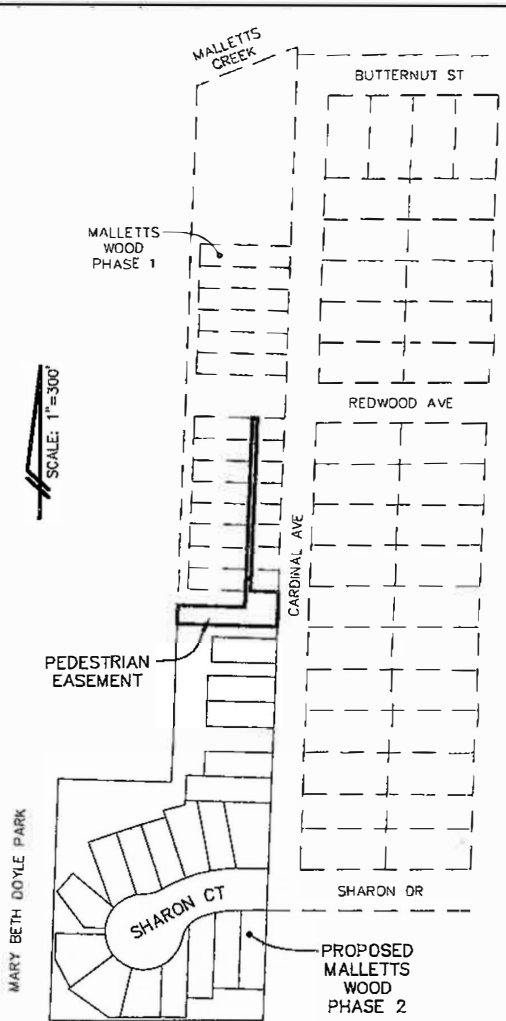 MALLETTS
CREEK
BUTTERNUT ST
MALLETTS
WOOD
PHASE 1
SCALE: 1"=300'
REDWOOD AVE
CARDINAL AVE
PEDESTRIAN
EASEMENT
MARY BETH DOYLE PARK
SHARON CT
SHARON DR
PROPOSED
MALLETTS
WOOD
PHASE 2